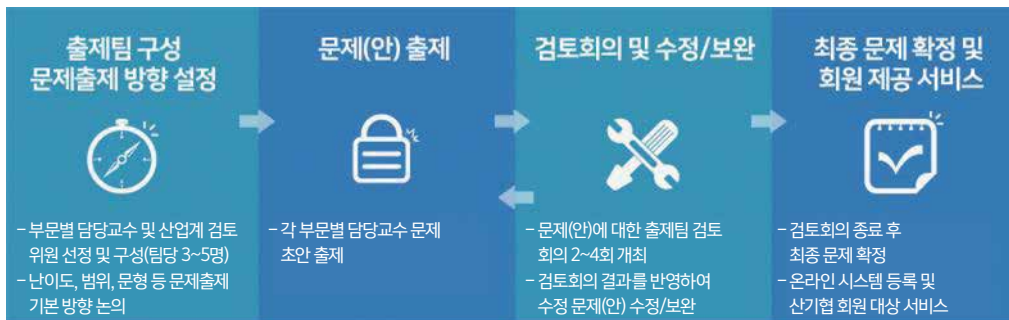 출제팀 구성
문제출제 방향 설정
– 부문별 담당교수 및 산업계 검토
위원 선정 및 구성(팀당 3~5명)
– 난이도, 범위, 문형 등 문제출제
기본 방향 논의
문제(안) 출제
– 각 부문별 담당교수 문제
초안 출제
검토회의 및 수정/보완
– 문제(안)에 대한 출제팀 검토
회의 2~4회 개최
– 검토회의 결과를 반영하여
수정 문제(안) 수정/보완
최종 문제 확정 및
회원 제공 서비스
– 검토회의 종료 후
최종 문제 확정
– 온라인 시스템 등록 및
산기협 회원 대상 서비스